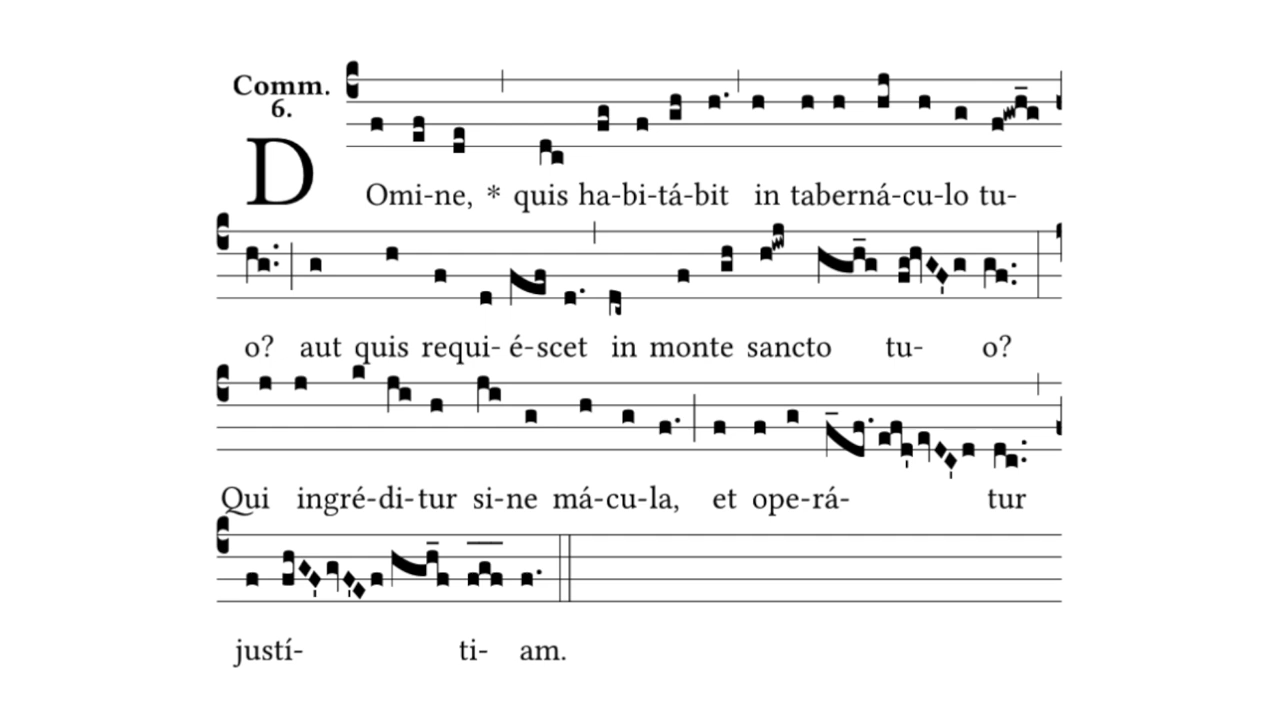 Comm.
6.
DOmi-ne, * quis ha-bi-tá-bit in taberná-cu-lo tu-
o? aut quis requi-é-scet in monte sancto tu- o?
Qui ingré-di-tur si-ne má-cu-la, et ope-rá- tur
justí- ti- am.